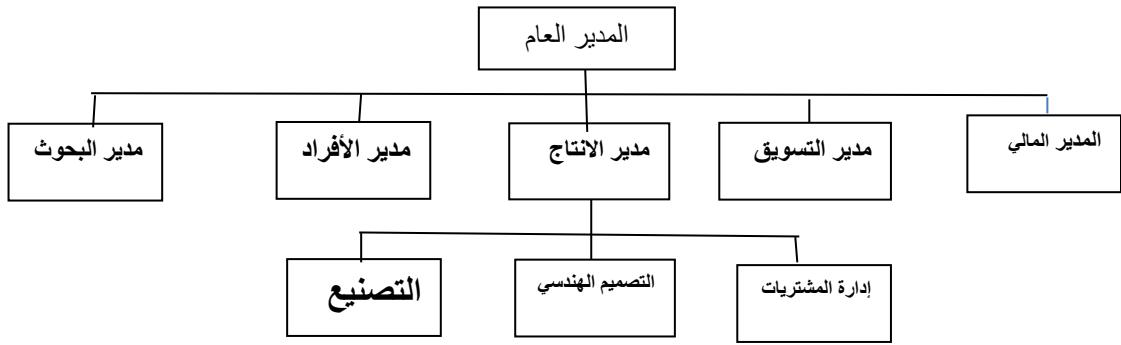 المدير العام
المدير المالي
مدير التسويق
مدير الانتاج
مدير الأفراد
مدير البحوث
إدارة المشتريات
التصميم الهندسي
التصنيع